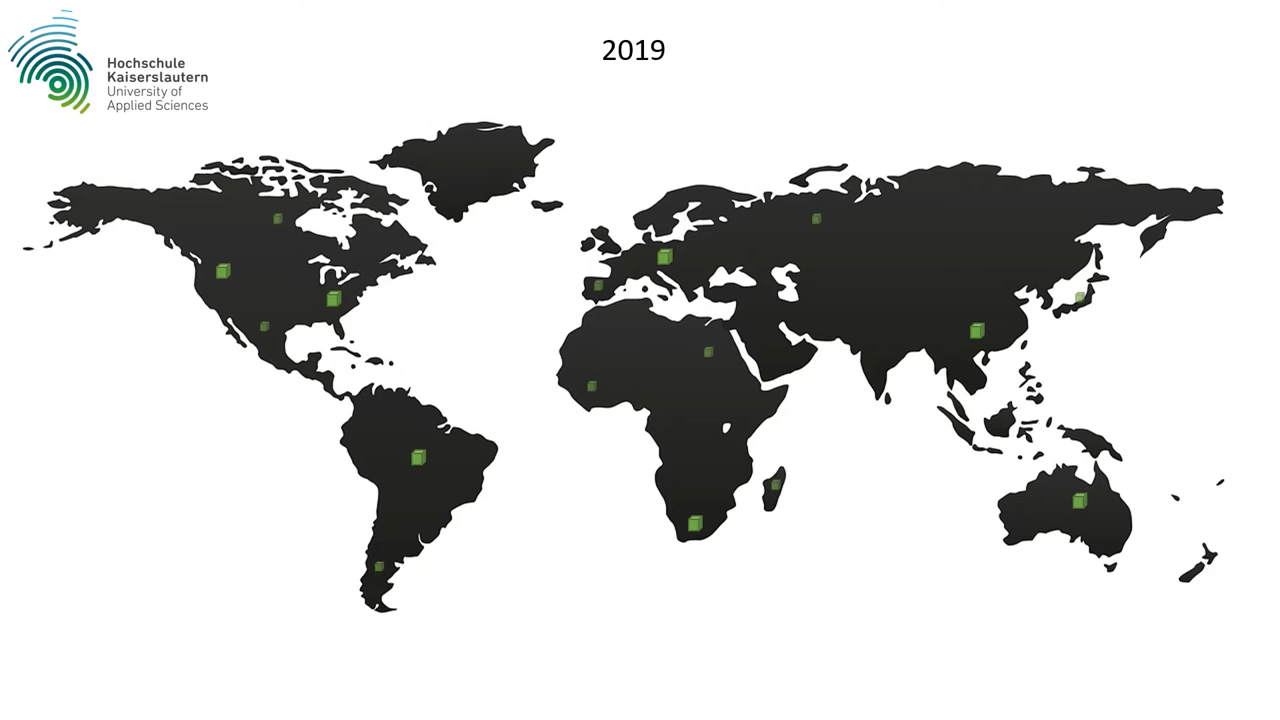 2019
Hochschule
Kaiserslautern
University of
Applied Sciences